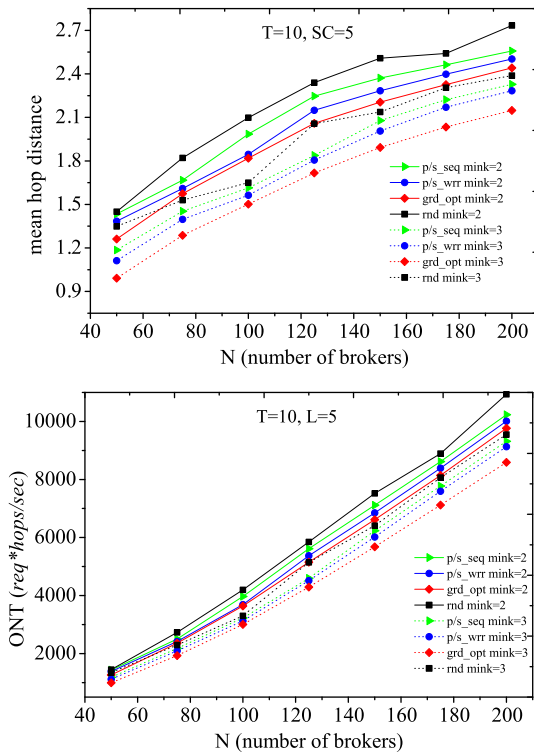 T=10, SC=5
mean hop distance
2.7
2.4
2.1
1.8
1.5
1.2
0.9
p/s_seq mink=2
p/s_wrr mink=2
grd_opt mink=2
rnd mink=2
p/s_seq mink=3
p/s_wrr mink=3
grd_opt mink=3
rnd mink=3
40 60 80 100 120 140 160 180 200
N (number of brokers)
T=10, L=5
ONT (req*hops/sec)
10000
8000
6000
4000
2000
p/s_seq mink=2
p/s_wrr mink=2
grd_opt mink=2
rnd mink=2
p/s_seq mink=3
p/s_wrr mink=3
grd_opt mink=3
rnd mink=3
40 60 80 100 120 140 160 180 200
N (number of brokers)